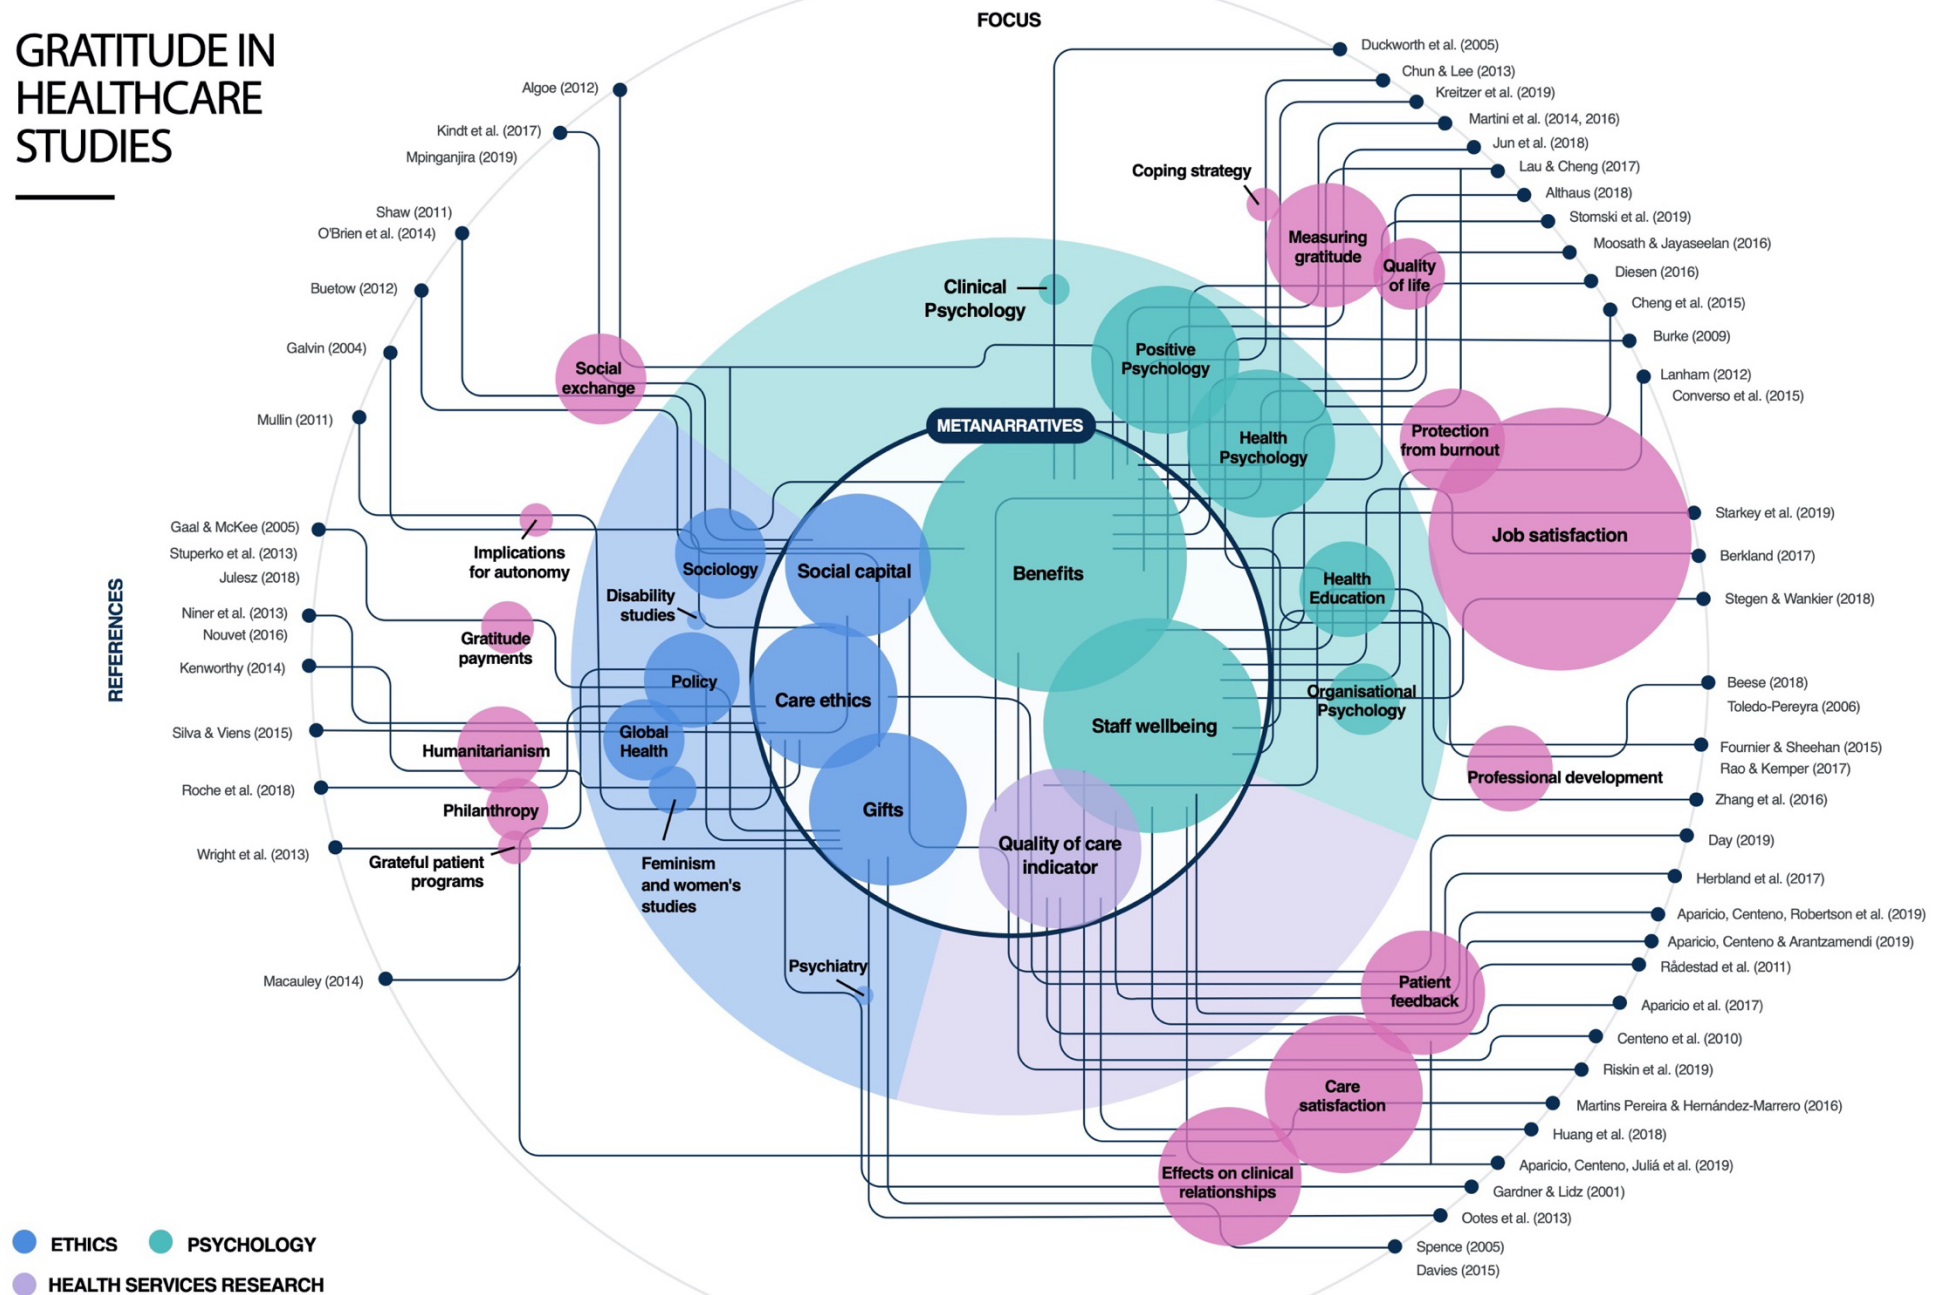 GRATITUDE IN
HEALTHCARE
STUDIES
FOCUS
Algoe (2012)
Kindt et al. (2017)
Mpinganjira (2019)
Shaw (2011)
O'Brien et al. (2014)
Buetow (2012)
Galvin (2004)
Mullin (2011)
Gaal & McKee (2005)
Stuperko et al. (2013)
Julesz (2018)
Niner et al. (2013)
Nouvet (2016)
Kenworthy (2014)
Silva & Viens (2015)
Roche et al. (2018)
Wright et al. (2013)
Macauley (2014)
REFERENCES
Social
exchange
Implications
for autonomy
Gratitude
payments
Humanitarianism
Philanthropy
Grateful patient
programs
Disability
studies
Sociology
Policy
Global
Health
Feminism
and women's
studies
Psychiatry
Clinical
Psychology
Positive
Psychology
Health
Psychology
Health
Education
Organisational
Psychology
METANARRATIVES
Social capital
Benefits
Care ethics
Staff wellbeing
Gifts
Quality of care
indicator
Coping strategy
Measuring
gratitude
Quality
of life
Protection
from burnout
Job satisfaction
Professional development
Patient
feedback
Care
satisfaction
Effects on clinical
relationships
Duckworth et al. (2005)
Chun & Lee (2013)
Kreitzer et al. (2019)
Martini et al. (2014, 2016)
Jun et al. (2018)
Lau & Cheng (2017)
Althaus (2018)
Stomski et al. (2019)
Moosath & Jayaseelan (2016)
Diesen (2016)
Cheng et al. (2015)
Burke (2009)
Lanham (2012)
Converso et al. (2015)
Starkey et al. (2019)
Berkland (2017)
Stegen & Wankier (2018)
Beese (2018)
Toledo-Pereyra (2006)
Fournier & Sheehan (2015)
Rao & Kemper (2017)
Zhang et al. (2016)
Day (2019)
Herbland et al. (2017)
Aparicio, Centeno, Robertson et al. (2019)
Aparicio, Centeno & Arantzamendi (2019)
Rådestad et al. (2011)
Aparicio et al. (2017)
Centeno et al. (2010)
Riskin et al. (2019)
Martins Pereira & Hernández-Marrero (2016)
Huang et al. (2018)
Aparicio, Centeno, Juliá et al. (2019)
Gardner & Lidz (2001)
Ootes et al. (2013)
Spence (2005)
Davies (2015)
ETHICS
PSYCHOLOGY
HEALTH SERVICES RESEARCH